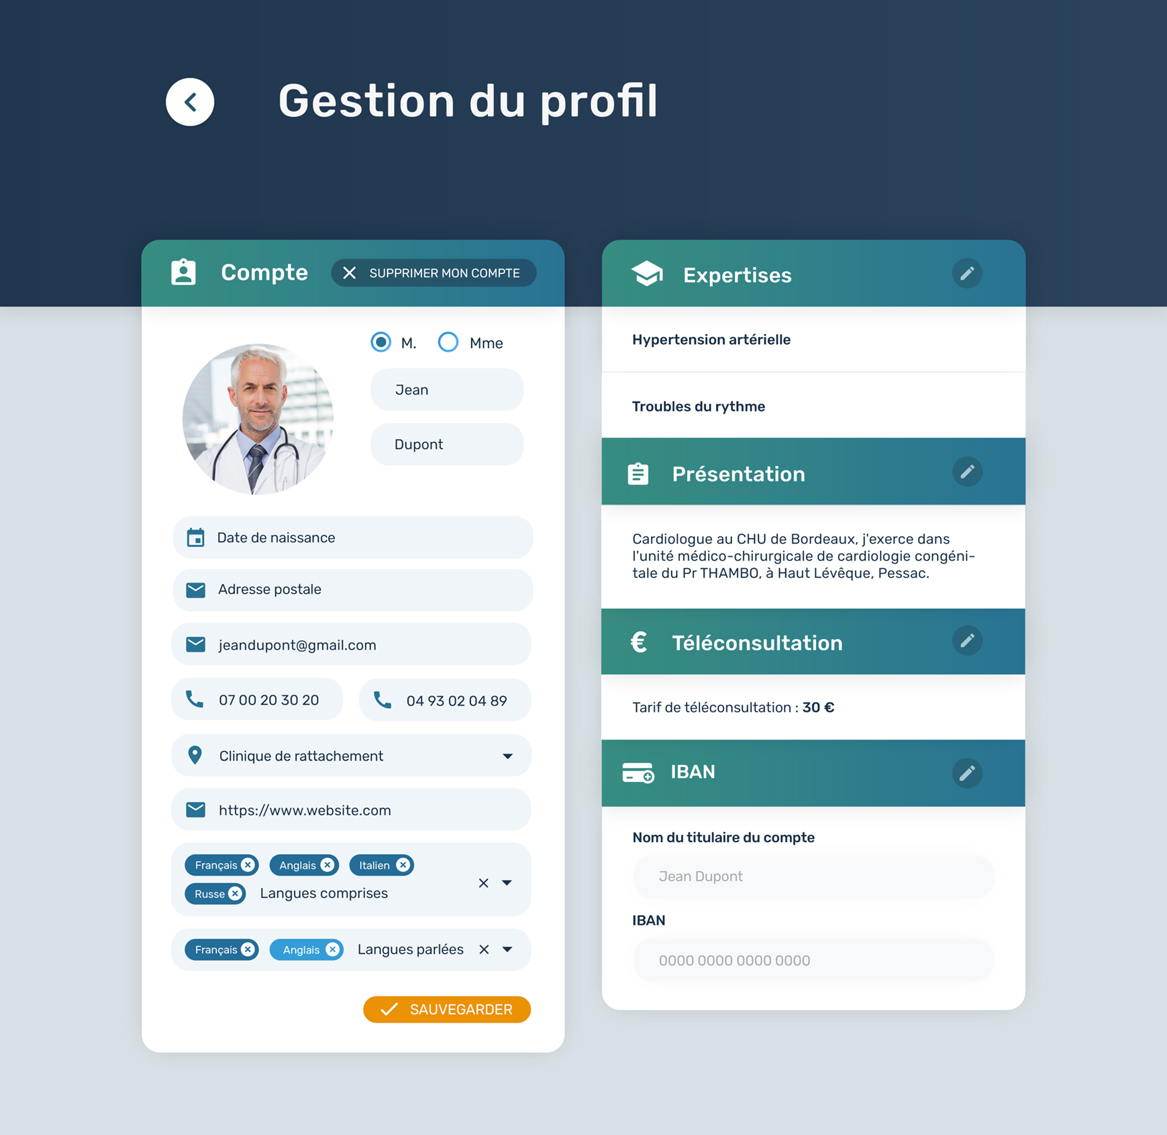 Gestion du profil
Compte
SUPPRIMER MON COMPTE
M.
Mme
Jean
Dupont
Date de naissance
Adresse postale
jeandupont@gmail.com
07 00 20 30 20
04 93 02 04 89
Clinique de rattachement
https://www.website.com
Français
Anglais
Italien
Russe
Langues comprises
Français
Anglais
Langues parlées
SAUVEGARDER
Expertises
Hypertension artérielle
Troubles du rythme
Présentation
Cardiologue au CHU de Bordeaux, j'exerce dans
l'unité médico-chirurgicale de cardiologie congéni-
tale du Pr THAMBO, à Haut Lévêque, Pessac.
€ Téléconsultation
Tarif de téléconsultation : 30 €
IBAN
Nom du titulaire du compte
Jean Dupont
IBAN
0000 0000 0000 0000